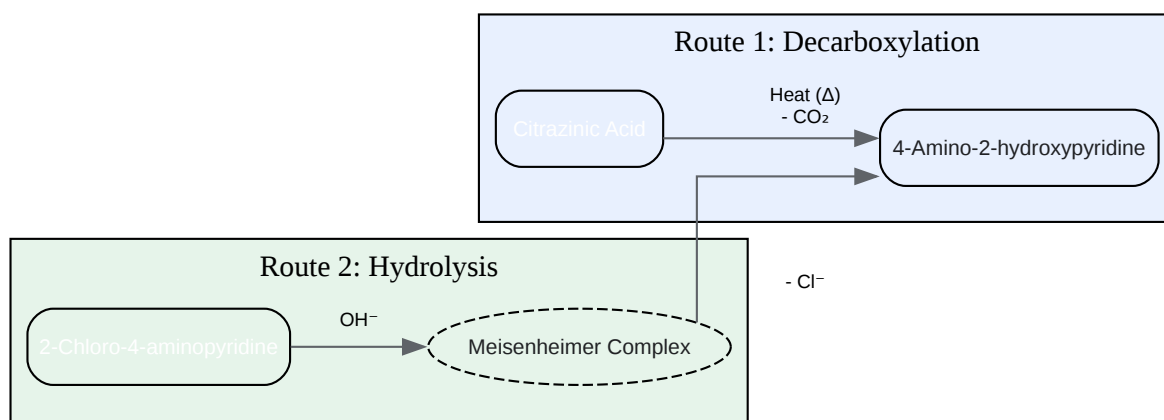 Route 1: Decarboxylation
Citrazinic Acid
Heat (Δ)
- CO₂
4-Amino-2-hydroxypyridine
Route 2: Hydrolysis
- Cl⁻
2-Chloro-4-aminopyridine
OH⁻
Meisenheimer Complex